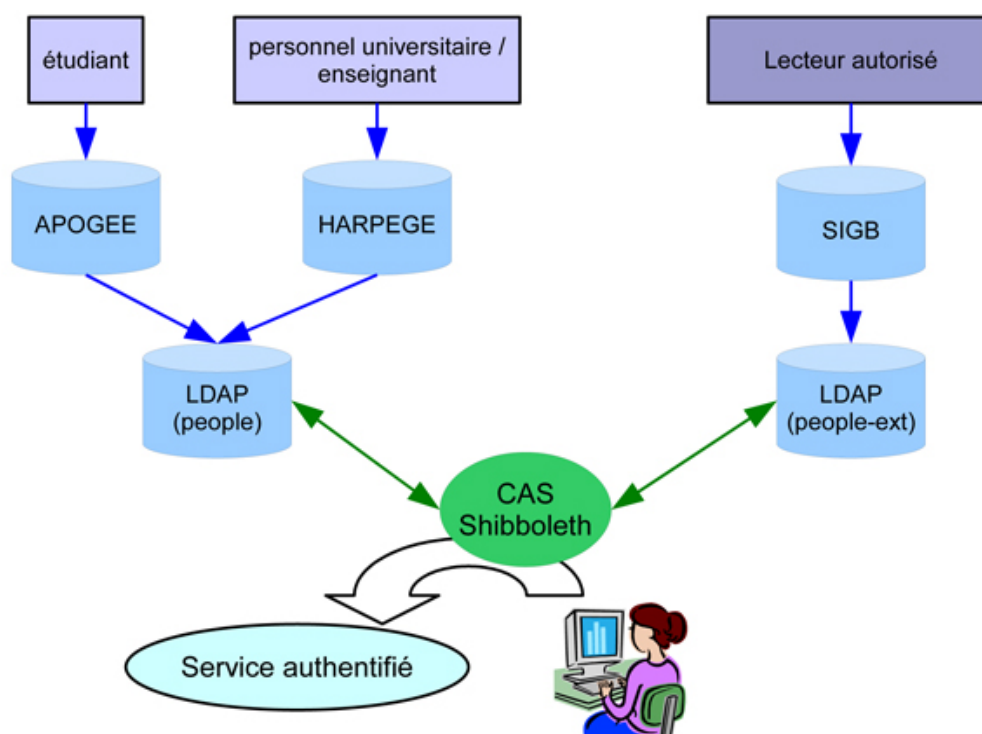 étudiant
personnel universitaire /
enseignant
Lecteur autorisé
APOGEE
HARPEGE
SIGB
LDAP
(people)
LDAP
(people-ext)
CAS
Shibboleth
Service authentifié